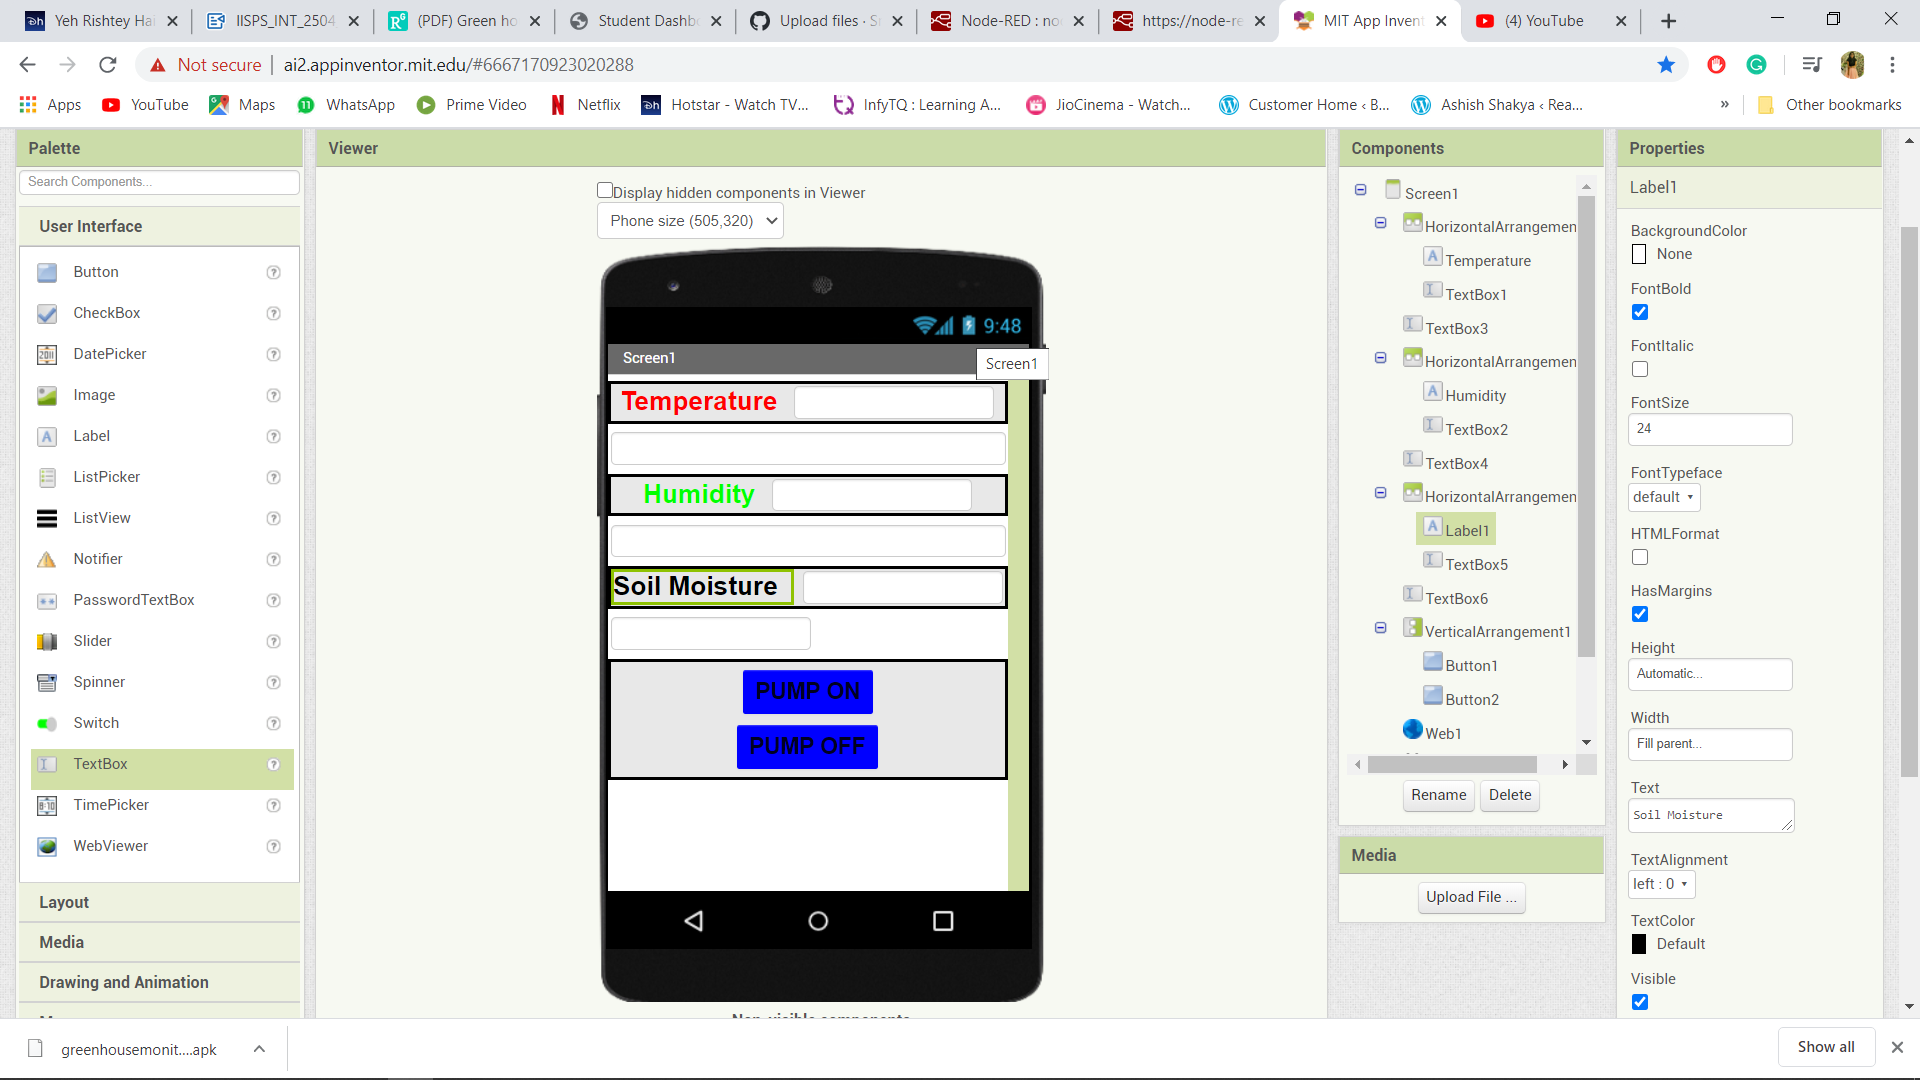 Yeh Rishtey Hai
IISPS_INT_2504
(PDF) Green ho
Student Dashb
Upload files · S
Node-RED : no
https://node-re
MIT App Invent
(4) YouTube
Not secure
ai2.appinventor.mit.edu/#6667170923020288
Apps
YouTube
Maps
WhatsApp
Prime Video
Netflix
Hotstar - Watch TV...
InfyTQ : Learning A...
JioCinema - Watch...
Customer Home ‹ B...
Ashish Shakya ‹ Rea...
»
Other bookmarks
Palette
Search Components...
User Interface
Button
CheckBox
DatePicker
Image
Label
ListPicker
ListView
Notifier
PasswordTextBox
Slider
Spinner
Switch
TextBox
TimePicker
WebViewer
Layout
Media
Drawing and Animation
Viewer
Display hidden components in Viewer
Phone size (505,320)
9:48
Screen1
Screen1
Temperature
Humidity
Soil Moisture
PUMP ON
PUMP OFF
Components
Screen1
HorizontalArrangemen
Temperature
TextBox1
TextBox3
HorizontalArrangemen
Humidity
TextBox2
TextBox4
HorizontalArrangemen
Label1
TextBox5
TextBox6
VerticalArrangement1
Button1
Button2
Web1
Rename
Delete
Media
Upload File ...
Properties
Label1
BackgroundColor
None
FontBold
FontItalic
FontSize
24
FontTypeface
default
HTMLFormat
HasMargins
Height
Automatic...
Width
Fill parent...
Text
Soil Moisture
TextAlignment
left : 0
TextColor
Default
Visible
greenhousemonit....apk
Show all